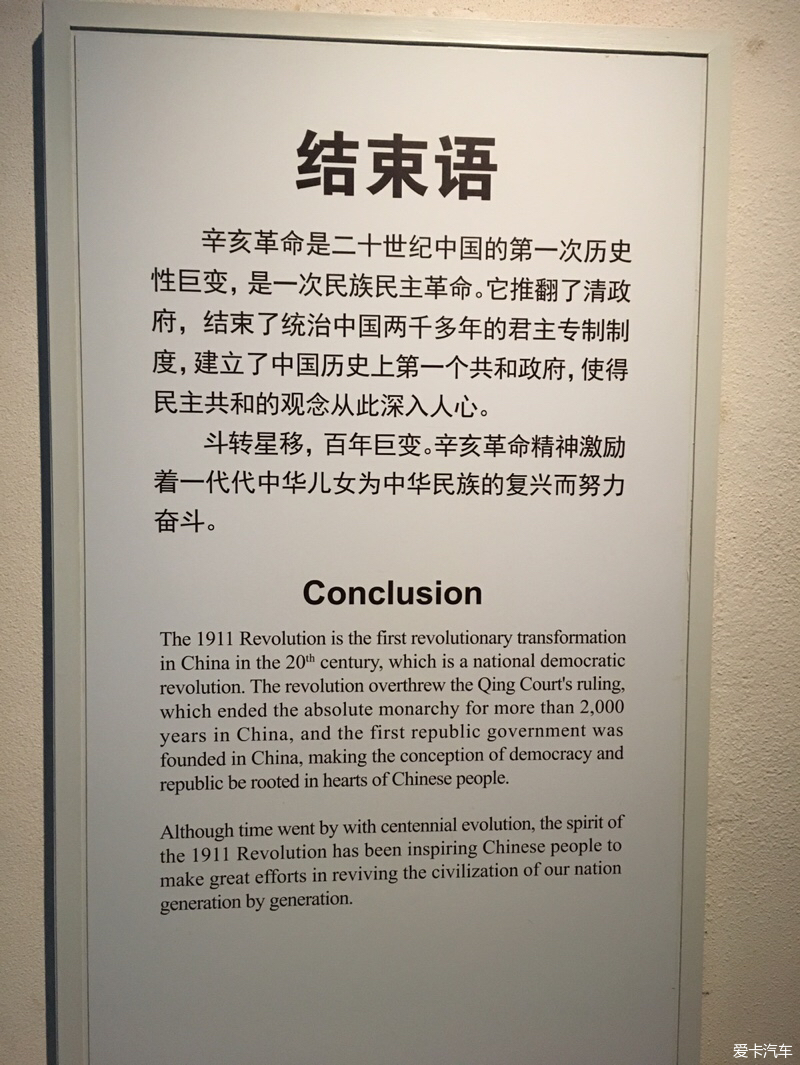 结束语
辛亥革命是二十世纪中国的第一次历史
性巨变，是一次民族民主革命。它推翻了清政
府，结束了统治中国两千多年的君主专制制
度，建立了中国历史上第一个共和政府，使得
民主共和的观念从此深入人心。
斗转星移，百年巨变。辛亥革命精神激励
着一代代中华儿女为中华民族的复兴而努力
奋斗。
Conclusion
The 1911 Revolution is the first revolutionary transformation
in China in the 20th century, which is a national democratic
revolution. The revolution overthrew the Qing Court's ruling,
which ended the absolute monarchy for more than 2,000
years in China, and the first republic government was
founded in China, making the conception of democracy and
republic be rooted in hearts of Chinese people.
Although time went by with centennial evolution, the spirit of
the 1911 Revolution has been inspiring Chinese people to
make great efforts in reviving the civilization of our nation
generation by generation.
爱卡汽车